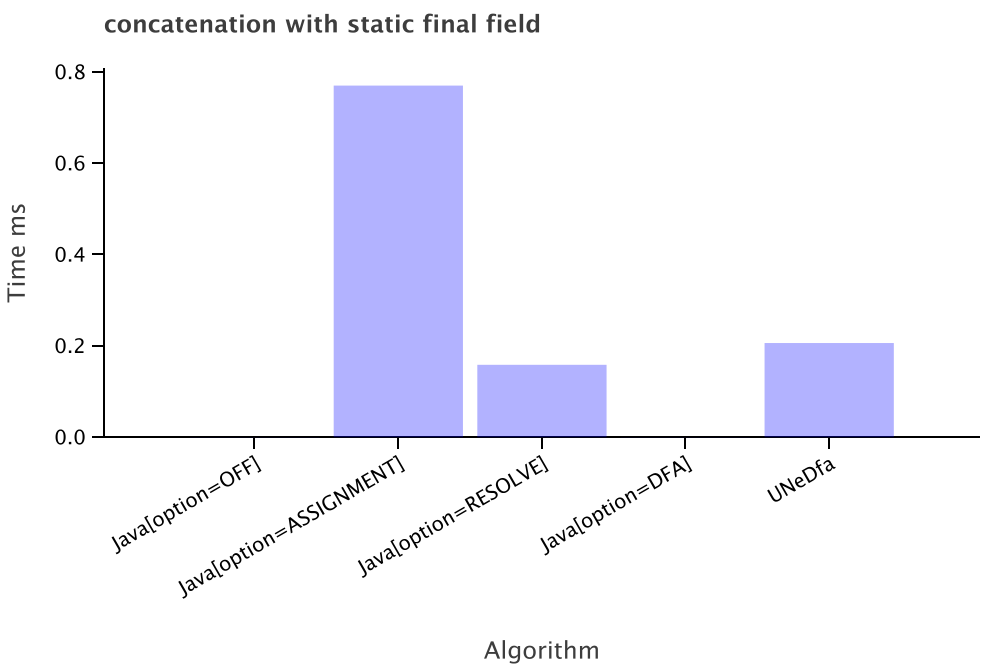 concatenation with static final field
Time ms
0.8
0.6
0.4
0.2
0.0
Java[option=OFF]
Java[option=ASSIGNMENT]
Java[option=RESOLVE]
Java[option=DFA]
UNeDfa
Algorithm